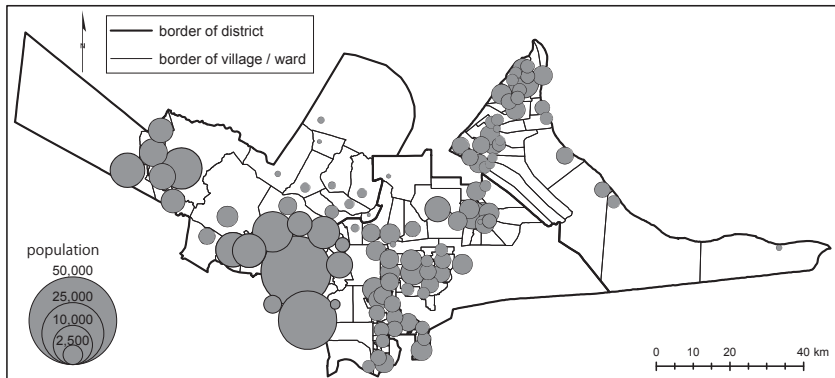 border of district
border of village / ward
N
population
50,000
25,000
10,000
2,500
0 10 20 30 40 km